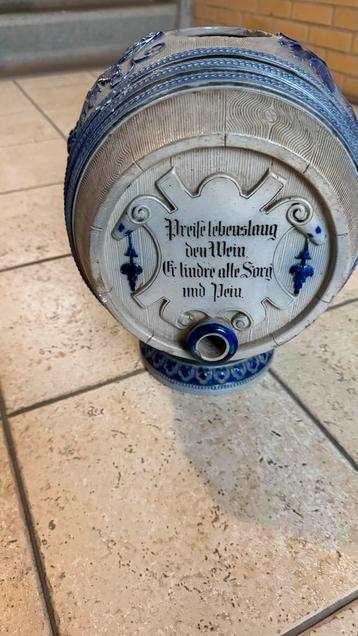 Preise lebenslang
den Wein
Er lindre alle Sorg
und Pein